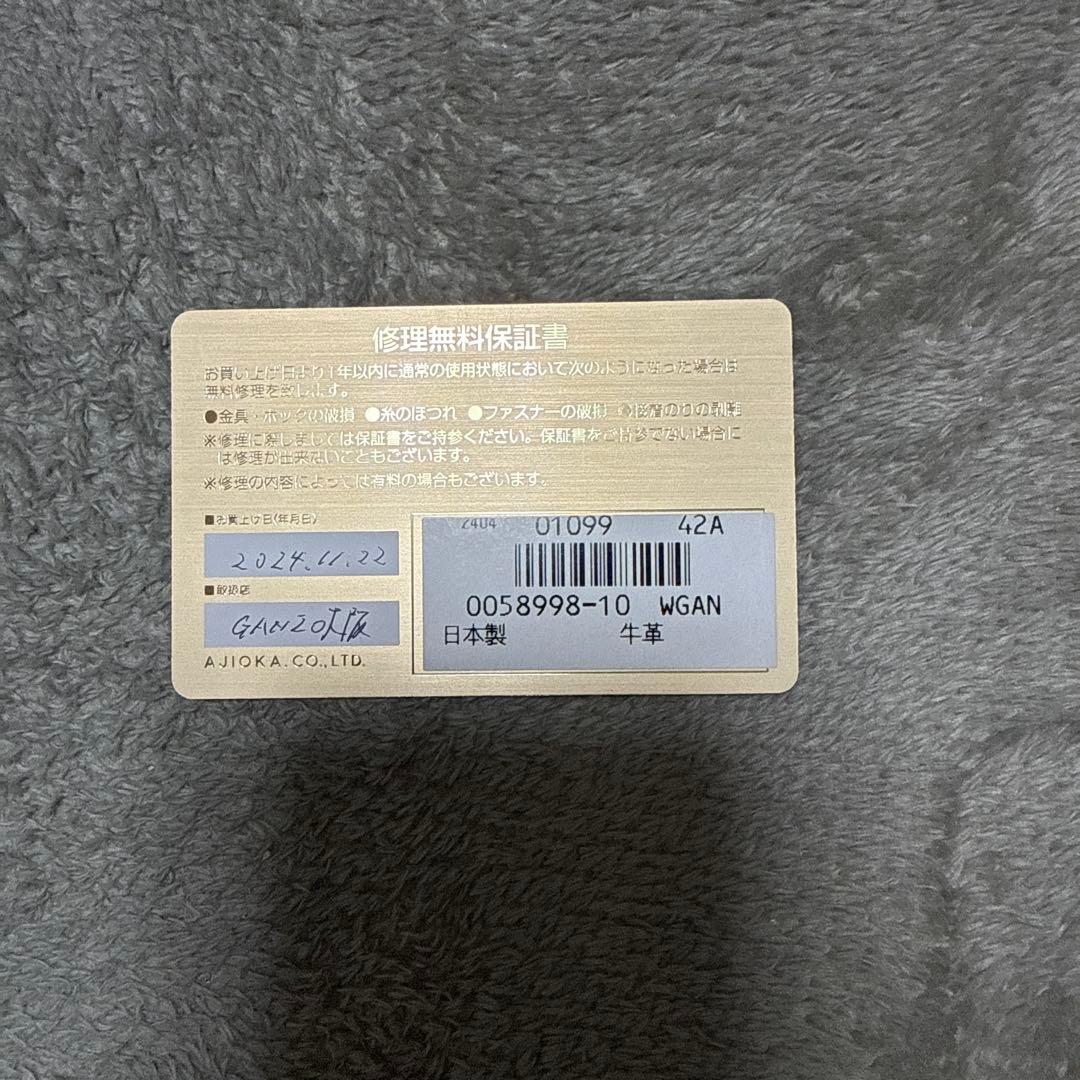 修理無料保証書
お買い上げ日より1年以内に通常の使用状態において次のようになった場合は
無料修理を致します。
●金具・ホックの破損 ●糸のほつれ ●ファスナーの破損 ●接着のりの剥離
※修理に際しましては保証書をご持参ください。保証書をご持参でない場合に
は修理が出来ないこともございます。
※修理の内容によっては有料の場合もございます。
■お買上げ日(年月日)
2024.11.22
■取扱店
GANZO大阪
AJIOKA.CO.,LTD.
2404 01099 42A
0058998-10 WGAN
日本製 牛革